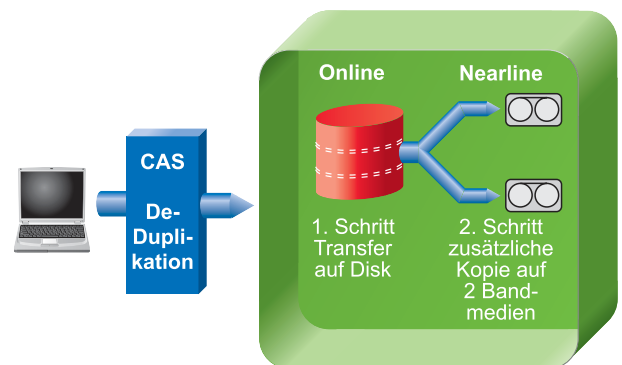 CAS
De-
Dupli-
kation
Online
1. Schritt
Transfer
auf Disk
Nearline
2. Schritt
zusätzliche
Kopie auf
2 Band-
medien